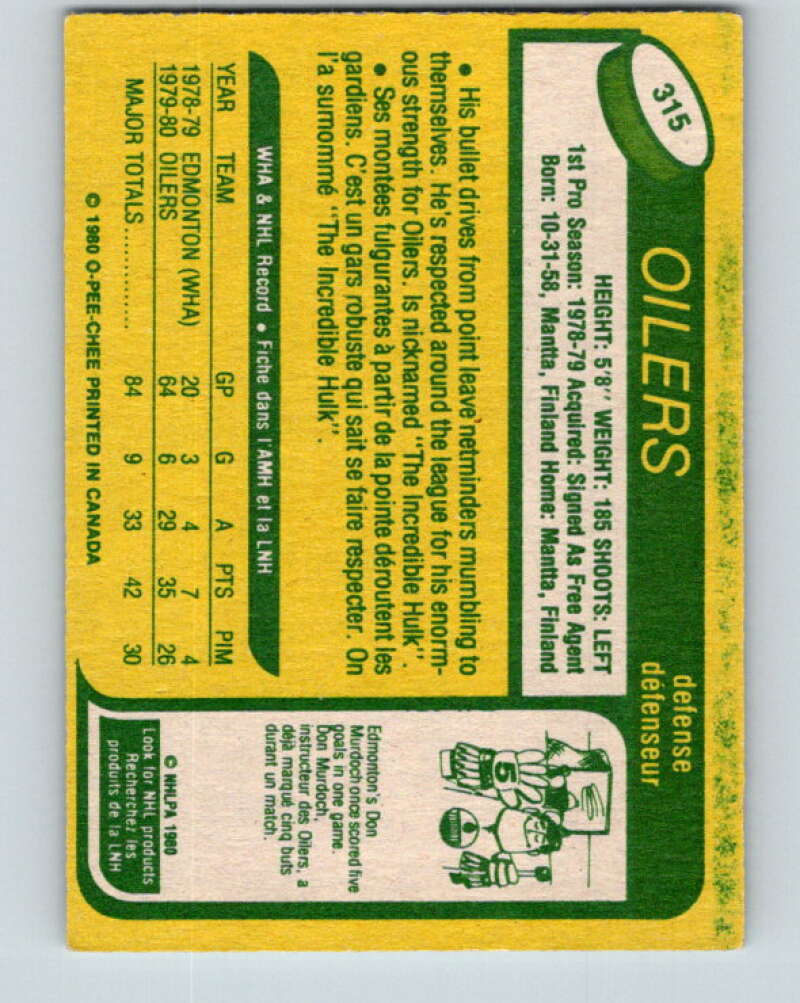 315
OILERS
defense
défenseur
HEIGHT: 5'8" WEIGHT: 185 SHOOTS: LEFT
1st Pro Season: 1978-79 Acquired: Signed As Free Agent
Born: 10-31-58, Mantta, Finland Home: Mantta, Finland
• His bullet drives from point leave netminders mumbling to
themselves. He's respected around the league for his enorm-
ous strength for Oilers. Is nicknamed "The Incredible Hulk".
• Ses montées fulgurantes à partir de la pointe déroutent les
gardiens. C'est un gars robuste qui sait se faire respecter. On
l'a surnommé "The Incredible Hulk".
WHA & NHL Record • Fiche dans l'AMH et la LNH
YEAR TEAM GP G A PTS PIM
1978-79 EDMONTON (WHA) 20 3 4 7 4
1979-80 OILERS 64 6 29 35 26
MAJOR TOTALS .............. 84 9 33 42 30
© 1980 O-PEE-CHEE PRINTED IN CANADA
5
Edmonton's Don
Murdoch once scored five
goals in one game.
Don Murdoch,
instructeur des Oilers, a
déjà marqué cinq buts
durant un match.
© NHLPA 1980
Look for NHL products
Recherchez les
produits de la LNH